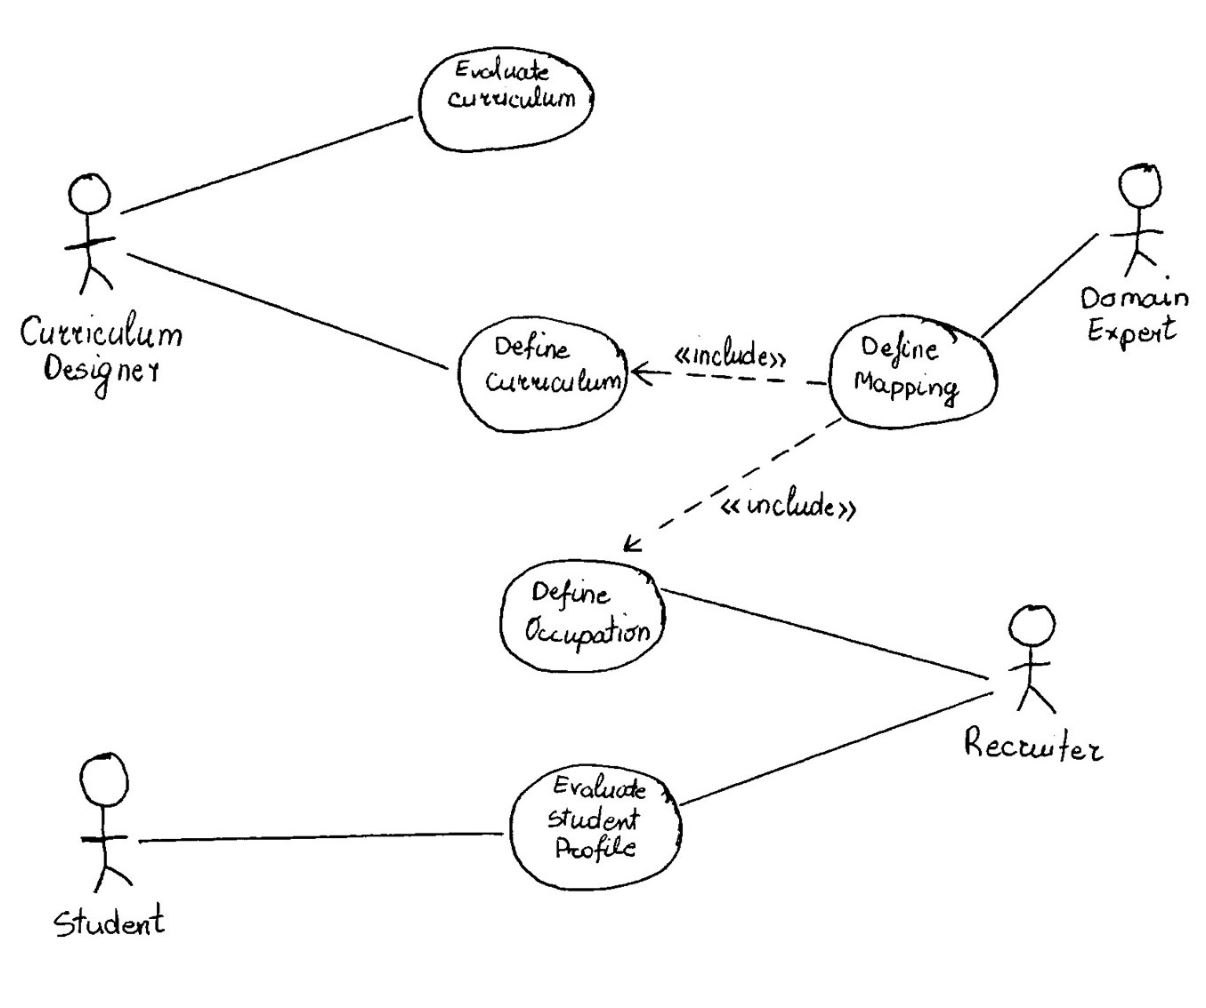 Evaluate
curriculum
Curriculum
Designer
Domain
Expert
Define
curriculum
«include»
Define
Mapping
«include»
Define
Occupation
Recruiter
Evaluate
student
Profile
Student